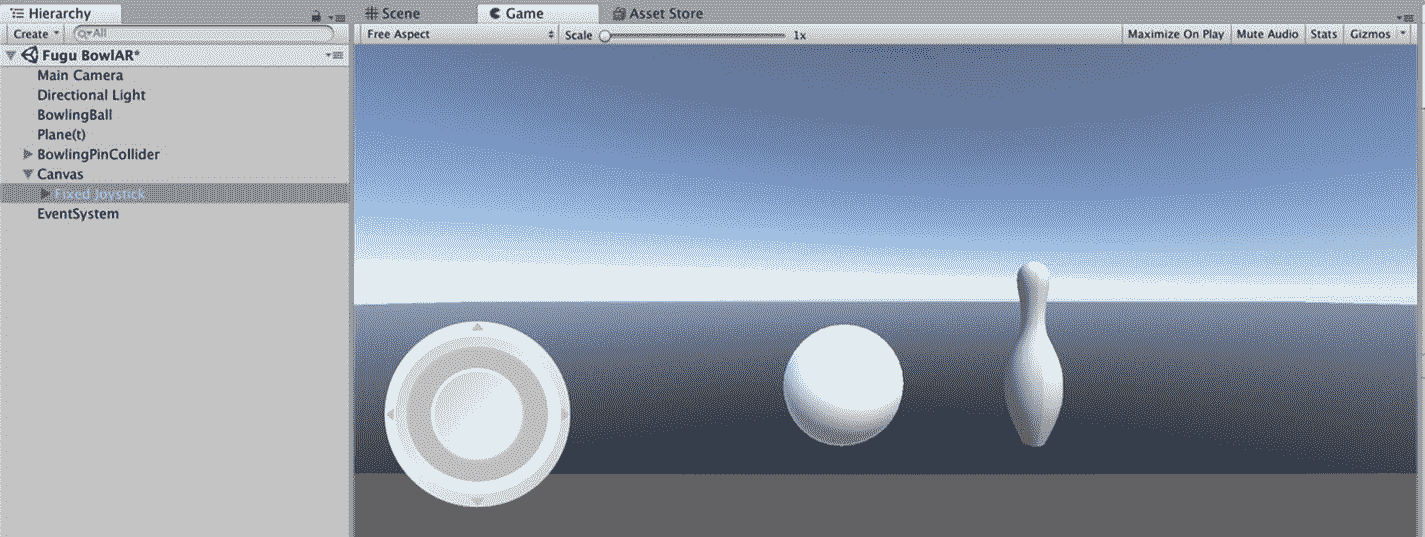 Hierarchy
Create
All
Fugu BowlAR*
Main Camera
Directional Light
BowlingBall
Plane(t)
BowlingPinCollider
Canvas
Fixed Joystick
EventSystem
Scene Game Asset Store
Free Aspect Scale 1x Maximize On Play Mute Audio Stats Gizmos